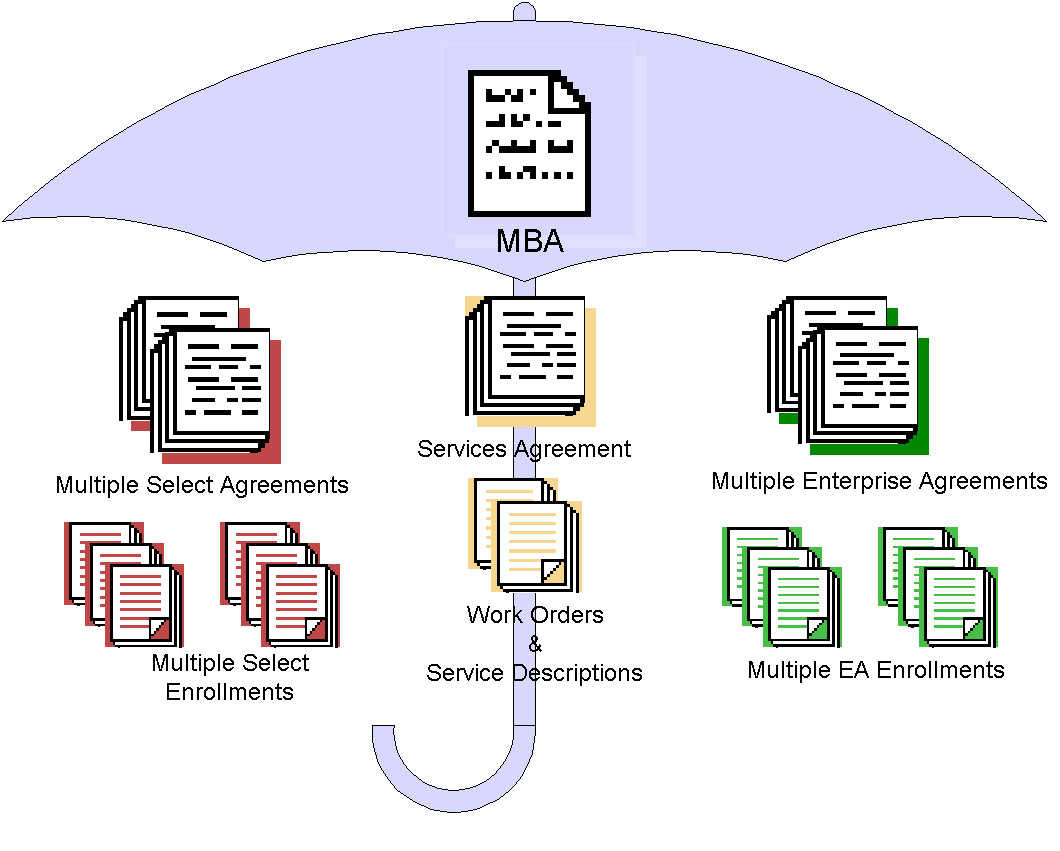 MBA
Services Agreement
Multiple Select Agreements
Multiple Enterprise Agreements
Work Orders
&
Service Descriptions
Multiple Select
Enrollments
Multiple EA Enrollments